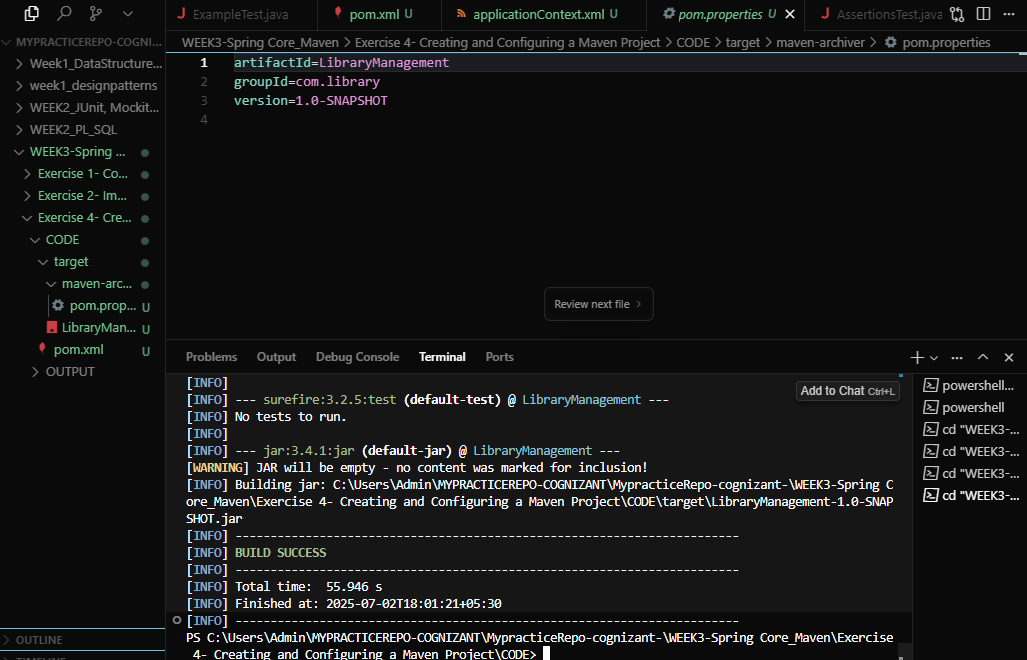 ExampleTest.java
pom.xml U
applicationContext.xml U
pom.properties U
AssertionsTest.java
MYPRACTICEREPO-COGNI...
WEEK3-Spring Core_Maven > Exercise 4- Creating and Configuring a Maven Project > CODE > target > maven-archiver > pom.properties
Week1_DataStructure...
week1_designpatterns
WEEK2_JUnit, Mockit...
WEEK2_PL_SQL
WEEK3-Spring ...
Exercise 1- Co...
Exercise 2- Im...
Exercise 4- Cre...
CODE
target
maven-arc...
pom.prop... U
LibraryMan... U
pom.xml U
OUTPUT
OUTLINE
1 artifactId=LibraryManagement
2 groupId=com.library
3 version=1.0-SNAPSHOT
4
Review next file >
Problems Output Debug Console Terminal Ports
Add to Chat Ctrl+L
[INFO]
[INFO] --- surefire:3.2.5:test (default-test) @ LibraryManagement ---
[INFO] No tests to run.
[INFO]
[INFO] --- jar:3.4.1:jar (default-jar) @ LibraryManagement ---
[WARNING] JAR will be empty - no content was marked for inclusion!
[INFO] Building jar: C:\Users\Admin\MYPRACTICEREPO-COGNIZANT\MypracticeRepo-cognizant-\WEEK3-Spring C
ore_Maven\Exercise 4- Creating and Configuring a Maven Project\CODE\target\LibraryManagement-1.0-SNAP
SHOT.jar
[INFO] ------------------------------------------------------------------------
[INFO] BUILD SUCCESS
[INFO] ------------------------------------------------------------------------
[INFO] Total time:  55.946 s
[INFO] Finished at: 2025-07-02T18:01:21+05:30
[INFO] ------------------------------------------------------------------------
PS C:\Users\Admin\MYPRACTICEREPO-COGNIZANT\MypracticeRepo-cognizant-\WEEK3-Spring Core_Maven\Exercise
4- Creating and Configuring a Maven Project\CODE>
powershell...
powershell
cd "WEEK3-...
cd "WEEK3-...
cd "WEEK3-...
cd "WEEK3-...